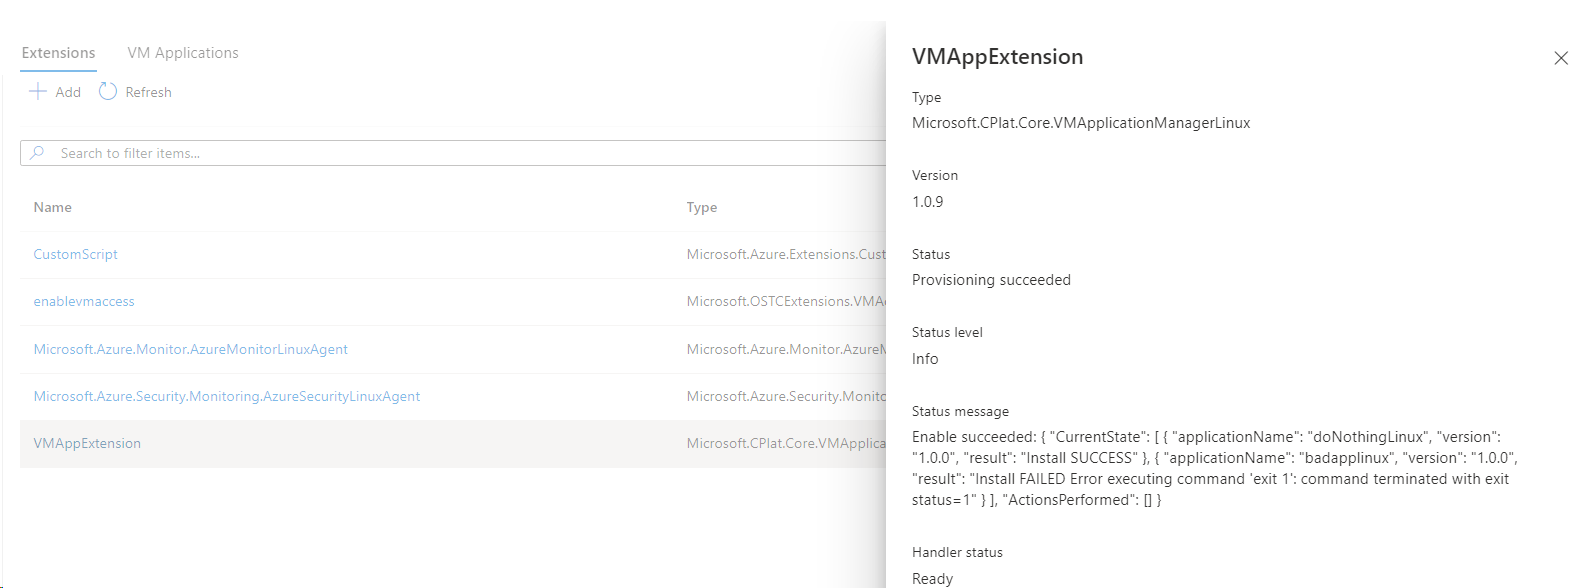 Extensions
VM Applications
Add
Refresh
Search to filter items...
Name
Type
CustomScript
Microsoft.Azure.Extensions.Cust
enablevmaccess
Microsoft.OSTCExtensions.VMA
Microsoft.Azure.Monitor.AzureMonitorLinuxAgent
Microsoft.Azure.Monitor.AzureM
Microsoft.Azure.Security.Monitoring.AzureSecurityLinuxAgent
Microsoft.Azure.Security.Monito
VMAppExtension
Microsoft.CPlat.Core.VMApplica
VMAppExtension
Type
Microsoft.CPlat.Core.VMApplicationManagerLinux
Version
1.0.9
Status
Provisioning succeeded
Status level
Info
Status message
Enable succeeded: { "CurrentState": [ { "applicationName": "doNothingLinux", "version":
"1.0.0", "result": "Install SUCCESS" }, { "applicationName": "badapplinux", "version": "1.0.0",
"result": "Install FAILED Error executing command 'exit 1': command terminated with exit
status=1" } ], "ActionsPerformed": [] }
Handler status
Ready